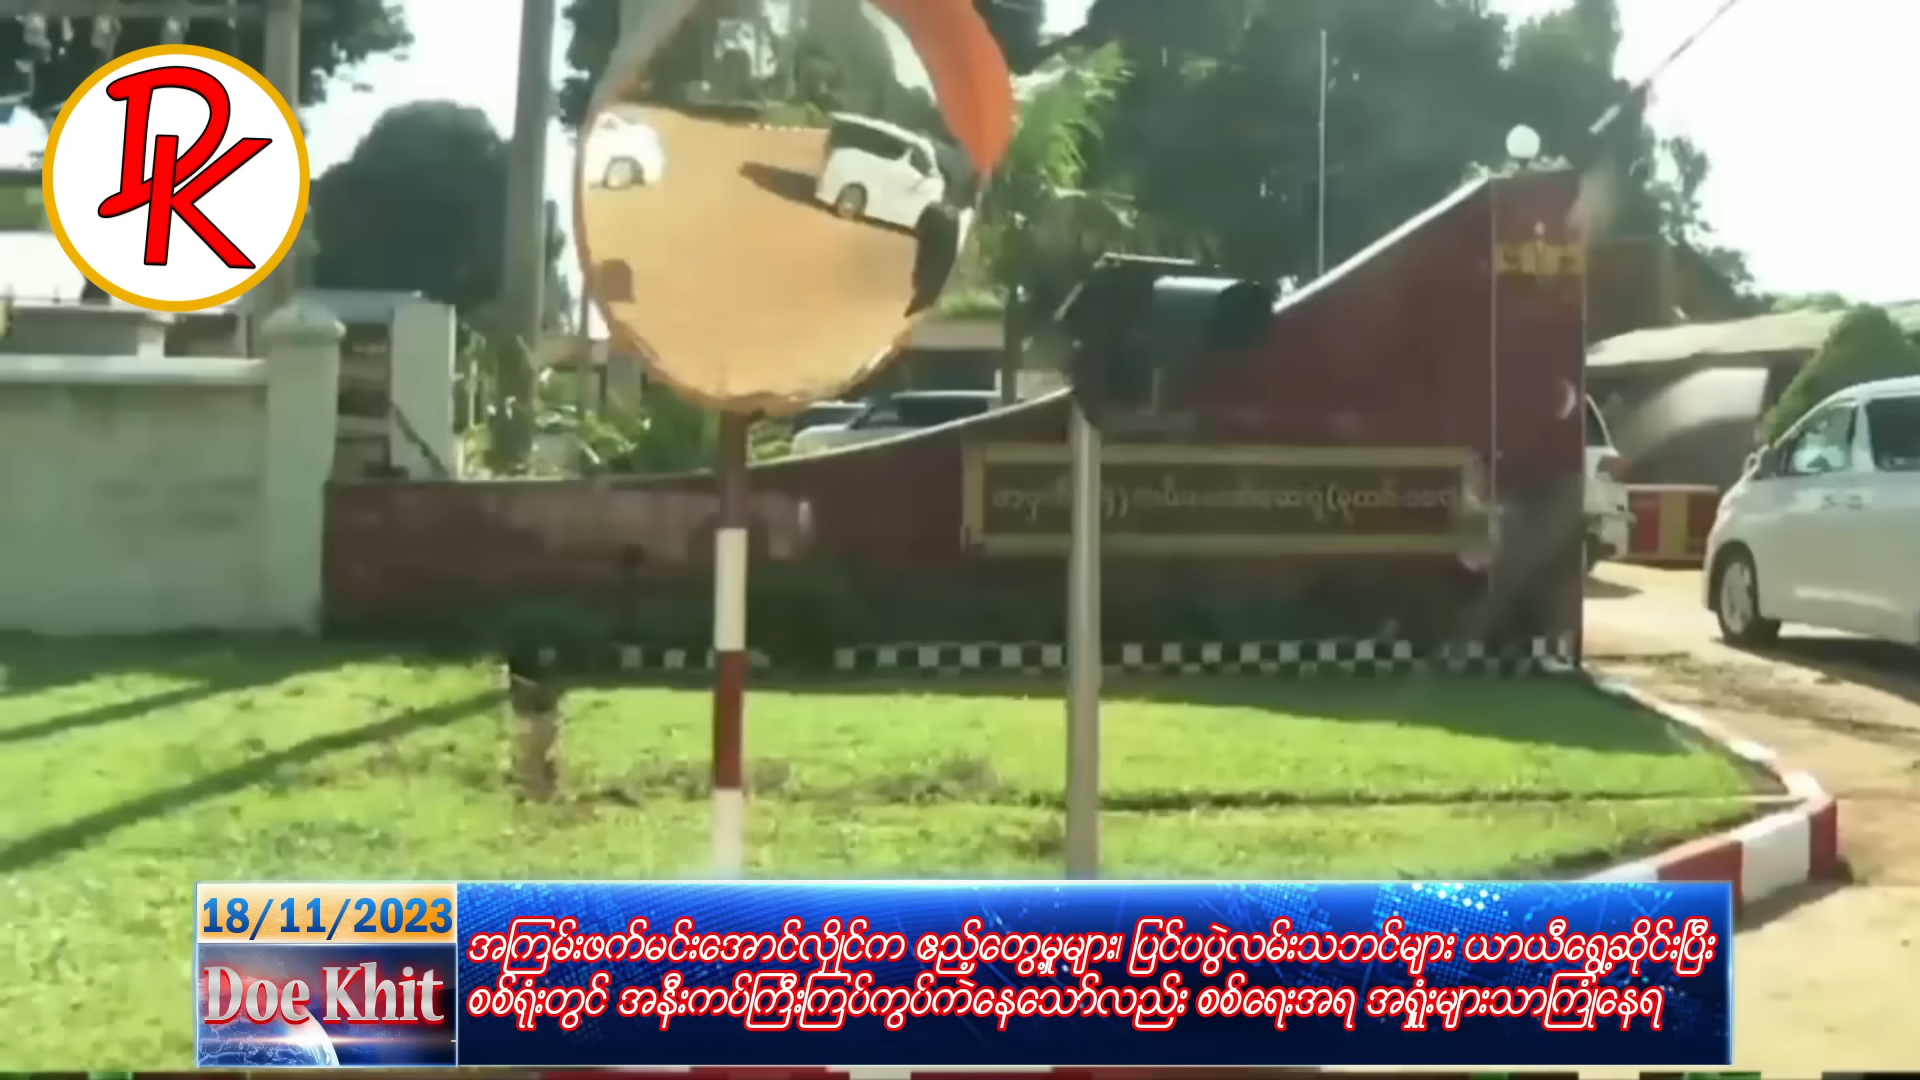 DK
18/11/2023
Doe Khit
အကြမ်းဖက်မင်းအောင်လှိုင်က ဧည့်တွေ့မှုများ၊ ပြင်ပပွဲလမ်းသဘင်များ ယာယီရွှေ့ဆိုင်းပြီး
စစ်ရုံးတွင် အနီးကပ်ကြီးကြပ်ကွပ်ကဲနေသော်လည်း စစ်ရေးအရ အရှုံးများသာကြုံနေရ